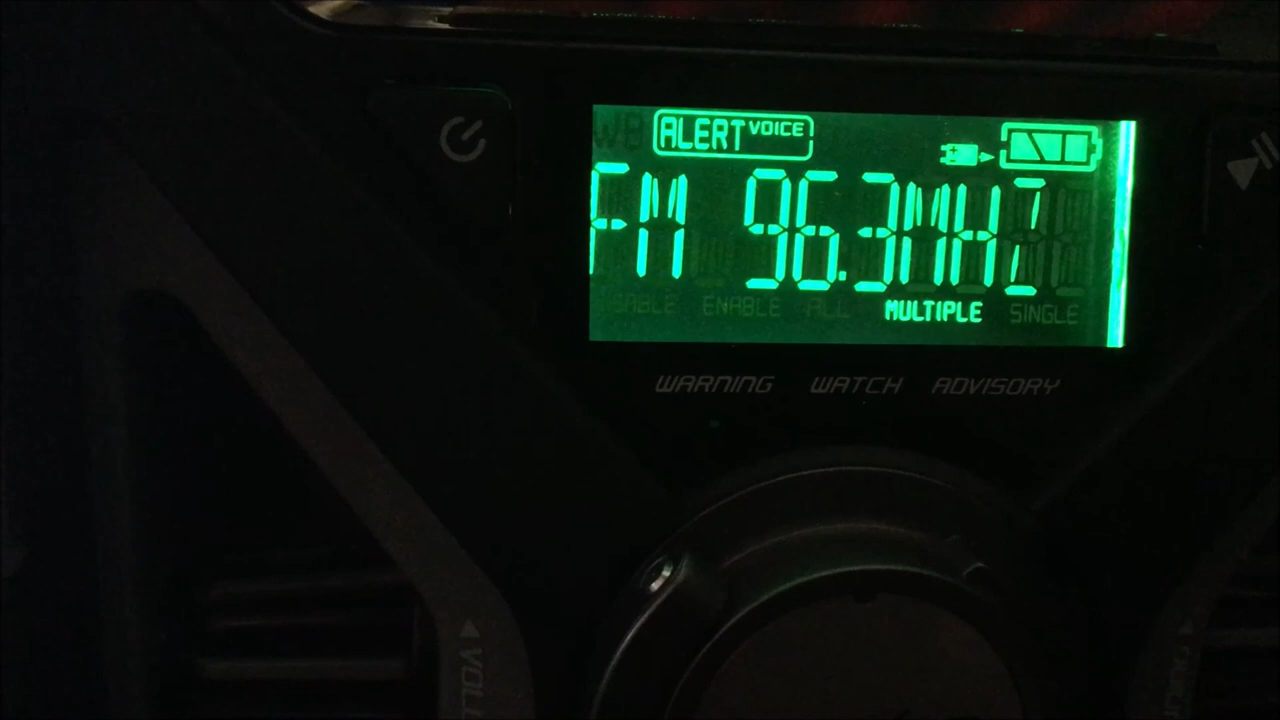 ALERT VOICE
FM 96.3MHZ
ENABLE ALL MULTIPLE SINGLE
WARNING WATCH ADVISORY